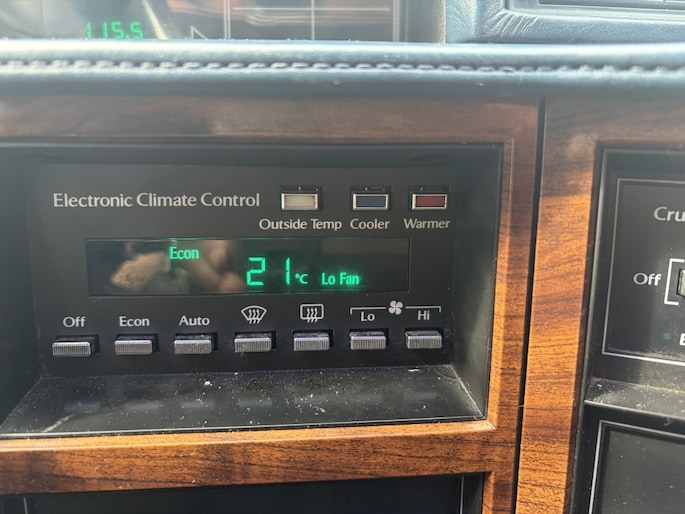 115.5
Electronic Climate Control
Outside Temp Cooler Warmer
Econ
21°C Lo Fan
Off Econ Auto Lo Hi
Off